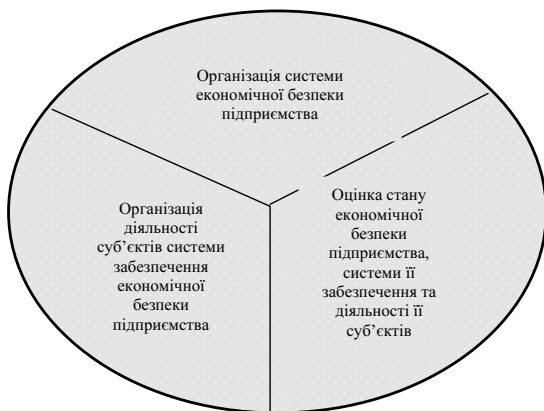 Організація системи
економічної безпеки
підприємства
Організація
діяльності
суб’єктів системи
забезпечення
економічної
безпеки
підприємства
Оцінка стану
економічної
безпеки
підприємства,
системи її
забезпечення та
діяльності її
суб’єктів